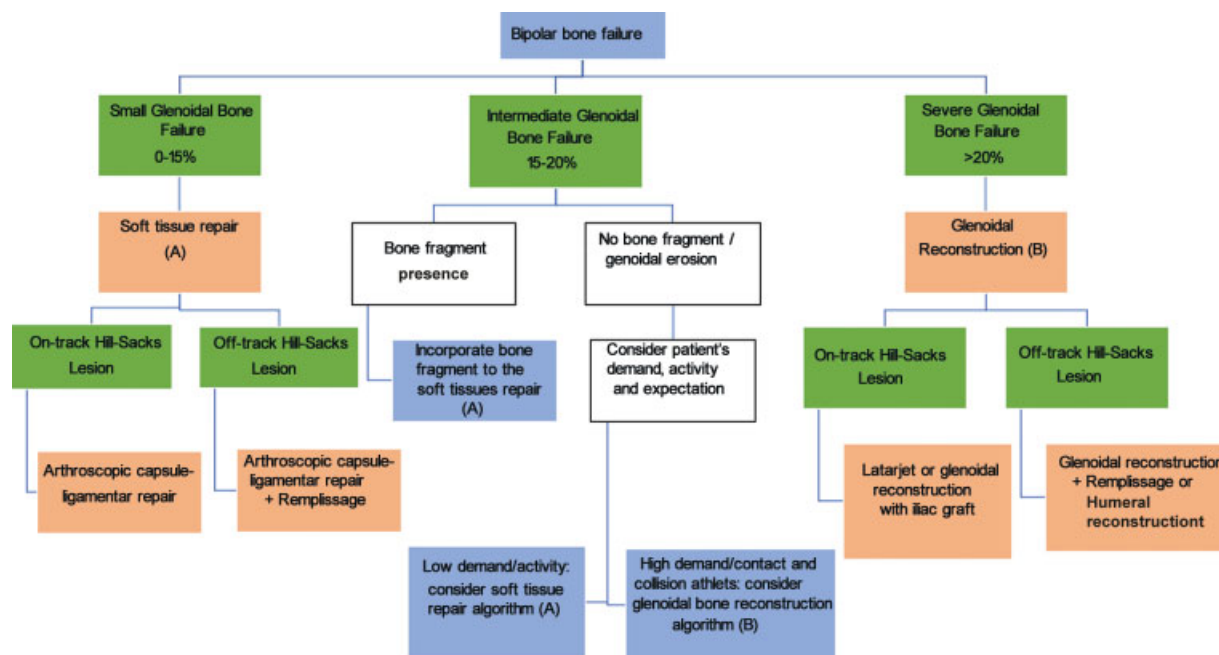 Bipolar bone failure
Small Glenoidal Bone
Failure
0-15%
Intermediate Glenoidal
Bone Failure
15-20%
Severe Glenoidal
Bone Failure
>20%
Soft tissue repair
(A)
Bone fragment
presence
No bone fragment /
genoidal erosion
Glenoidal
Reconstruction (B)
On-track Hill-Sacks
Lesion
Off-track Hill-Sacks
Lesion
Incorporate bone
fragment to the
soft tissues repair
(A)
Consider patient's
demand, activity
and expectation
On-track Hill-Sacks
Lesion
Off-track Hill-Sacks
Lesion
Arthroscopic capsule-
ligamentar repair
Arthroscopic capsule-
ligamentar repair
+ Remplissage
Latarjet or glenoidal
reconstruction
with iliac graft
Glenoidal reconstruction
+ Remplissage or
Humeral
reconstructiont
Low demand/activity:
consider soft tissue
repair algorithm (A)
High demand/contact and
collision athlets: consider
glenoidal bone reconstruction
algorithm (B)